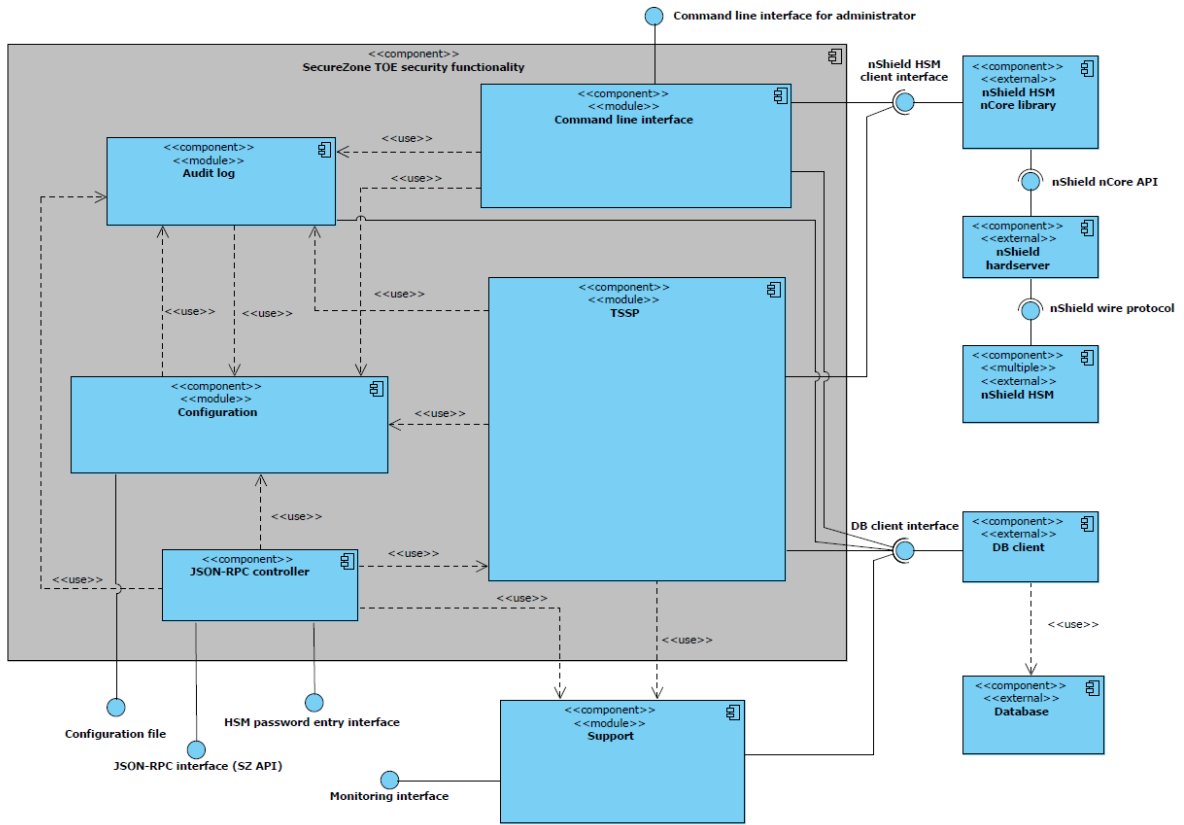 Command line interface for administrator
<<component>>
SecureZone TOE security functionality
<<component>>
<<module>>
Command line interface
nShield HSM
client interface
<<component>>
<<external>>
nShield HSM
nCore library
<<use>>
<<component>>
<<module>>
Audit log
<<use>>
nShield nCore API
<<component>>
<<external>>
nShield
hardserver
<<component>>
<<module>>
TSSP
<<use>>
<<use>>
<<use>>
nShield wire protocol
<<component>>
<<multiple>>
<<external>>
nShield HSM
<<component>>
<<module>>
Configuration
<<use>>
<<use>>
DB client interface
<<component>>
<<external>>
DB client
<<component>>
JSON-RPC controller
<<use>>
<<use>>
<<use>>
<<use>>
<<use>>
<<component>>
<<external>>
Database
<<component>>
<<module>>
Support
HSM password entry interface
Configuration file
JSON-RPC interface (SZ API)
Monitoring interface